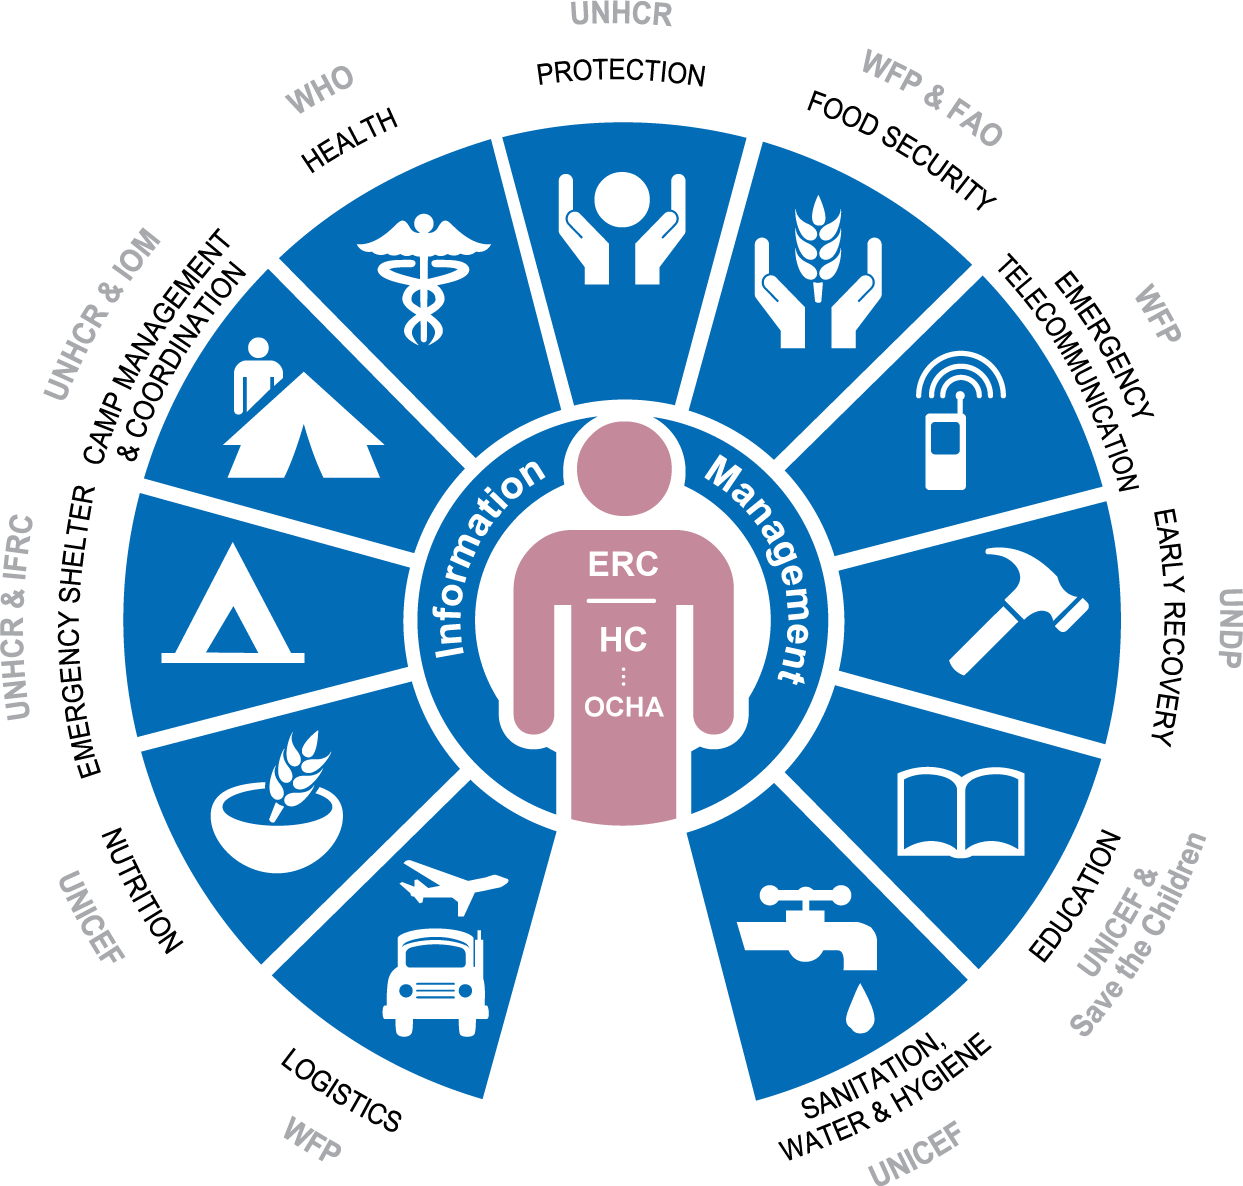 UNHCR
PROTECTION
WFP & FAO
FOOD SECURITY
WFP
EMERGENCY
TELECOMMUNICATION
UNDP
EARLY RECOVERY
UNICEF &
Save the Children
EDUCATION
SANITATION,
WATER & HYGIENE
UNICEF
LOGISTICS
WFP
NUTRITION
UNICEF
UNHCR & IFRC
EMERGENCY SHELTER
UNHCR & IOM
CAMP MANAGEMENT
& COORDINATION
WHO
HEALTH
Information Management
ERC
HC
OCHA